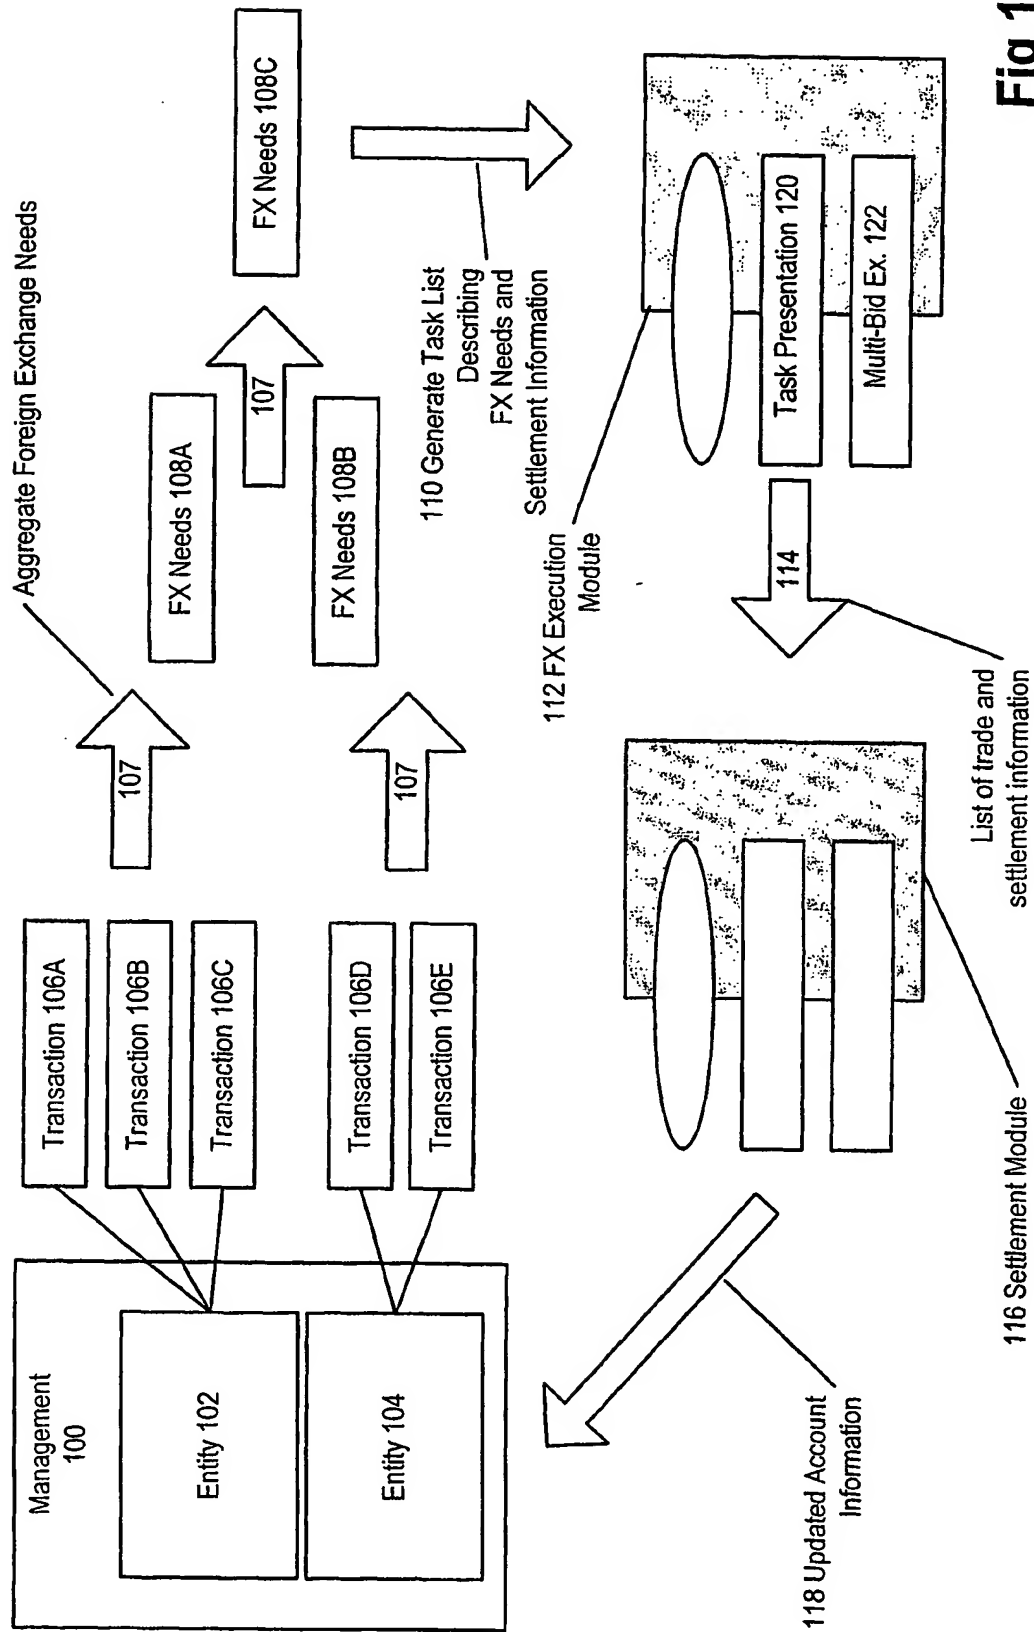 Management
100
Entity 102
Entity 104
Transaction 106A
Transaction 106B
Transaction 106C
Transaction 106D
Transaction 106E
107
107
Aggregate Foreign Exchange Needs
FX Needs 108A
FX Needs 108B
107
FX Needs 108C
110 Generate Task List
Describing
FX Needs and
Settlement Information
112 FX Execution
Module
Task Presentation 120
Multi-Bid Ex. 122
114
List of trade and
settlement information
116 Settlement Module
118 Updated Account
Information
Fig 1